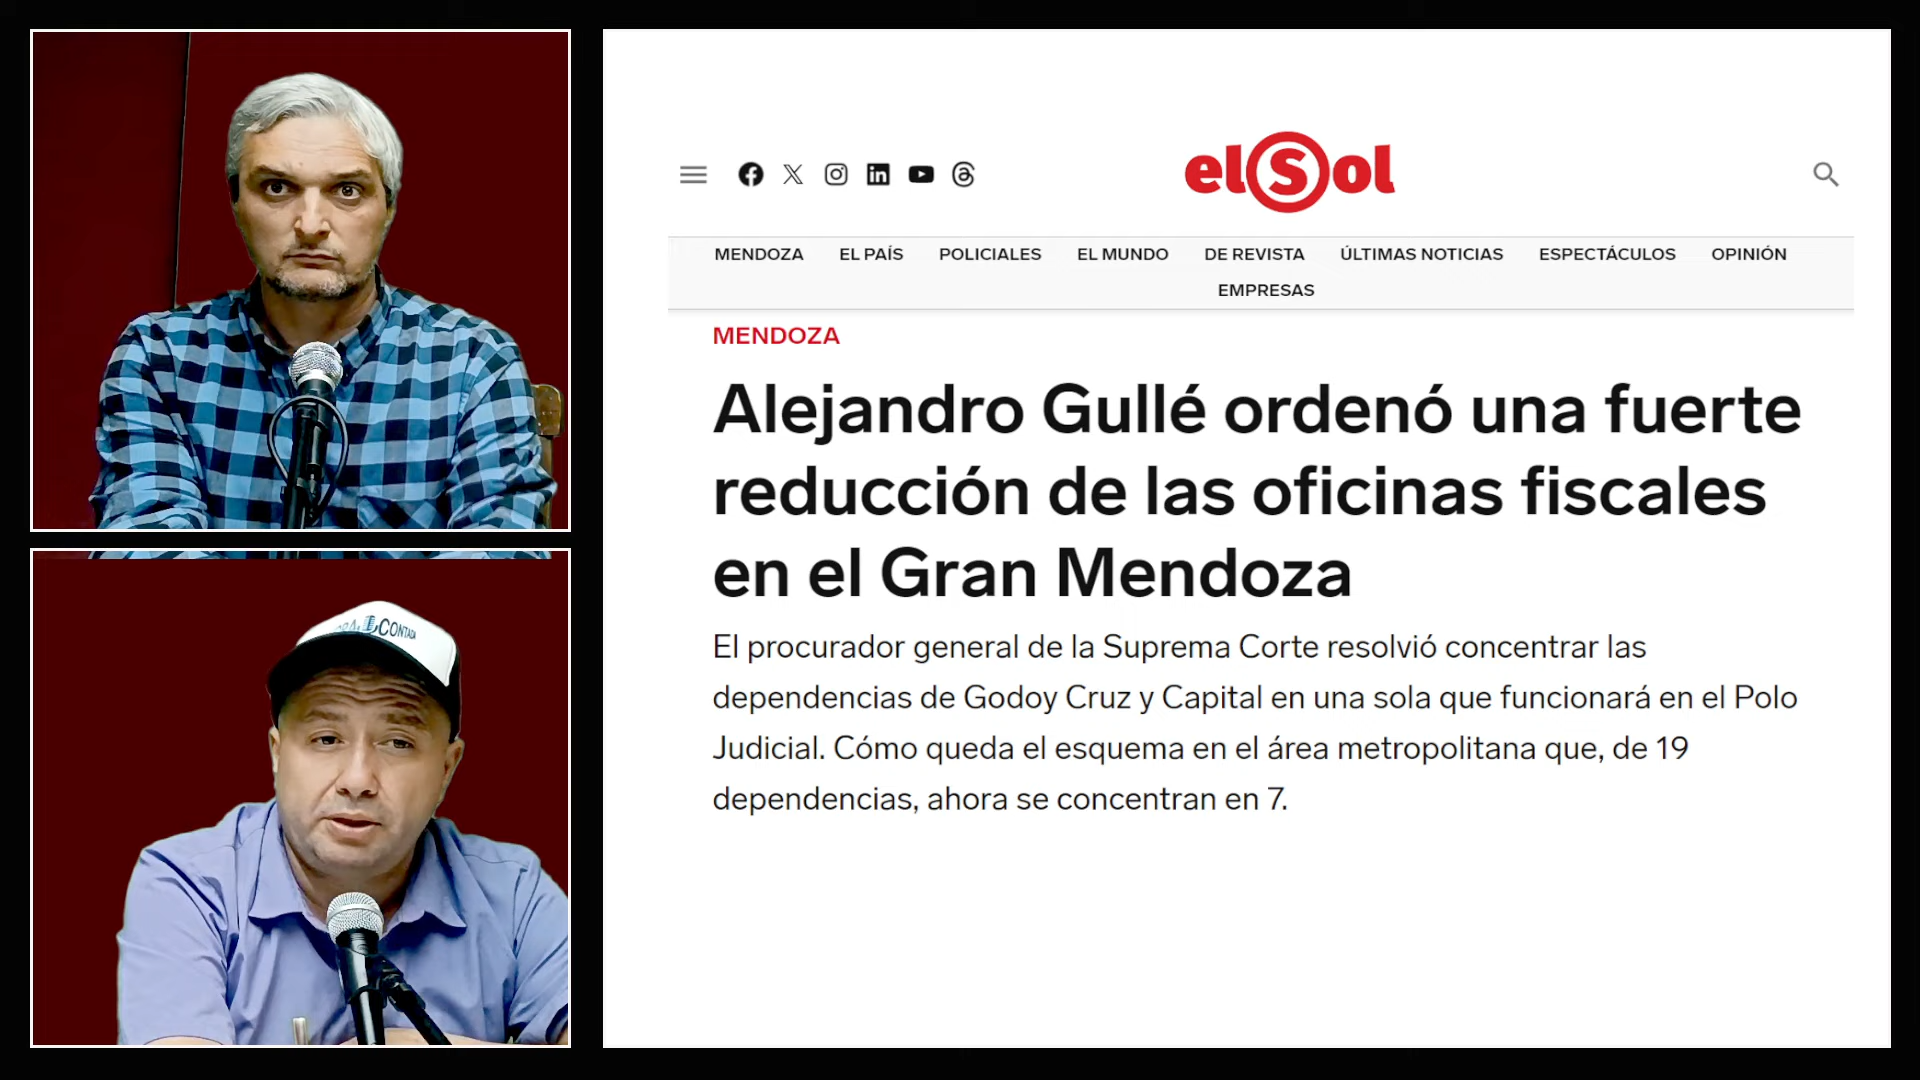 CONTADA
elSol
MENDOZA EL PAÍS POLICIALES EL MUNDO DE REVISTA ÚLTIMAS NOTICIAS ESPECTÁCULOS OPINIÓN
EMPRESAS
MENDOZA
Alejandro Gullé ordenó una fuerte
reducción de las oficinas fiscales
en el Gran Mendoza
El procurador general de la Suprema Corte resolvió concentrar las
dependencias de Godoy Cruz y Capital en una sola que funcionará en el Polo
Judicial. Cómo queda el esquema en el área metropolitana que, de 19
dependencias, ahora se concentran en 7.